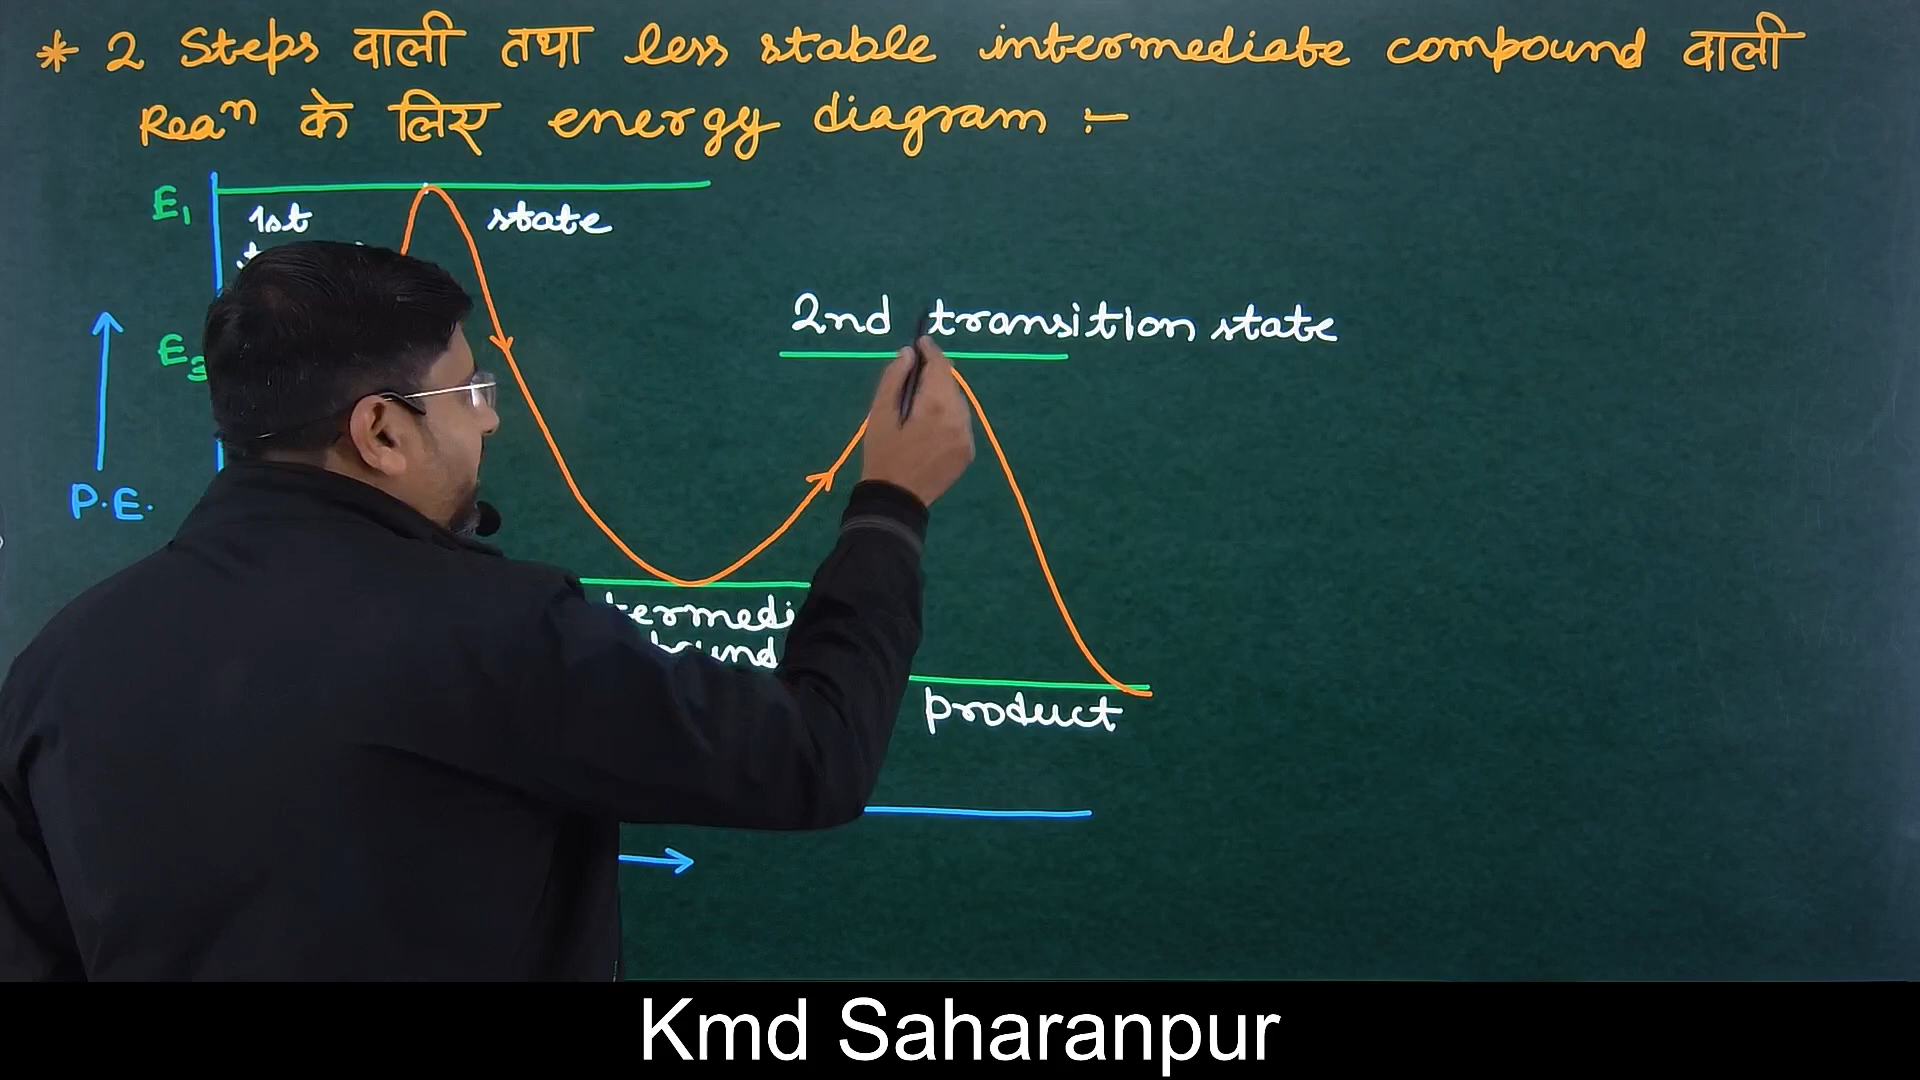 * 2 Steps वाली तथा less stable intermediate compound वाली
Reaⁿ के लिए energy diagram :-
E₁
1st state
2nd transition state
E₃
P.E.
product
Kmd Saharanpur